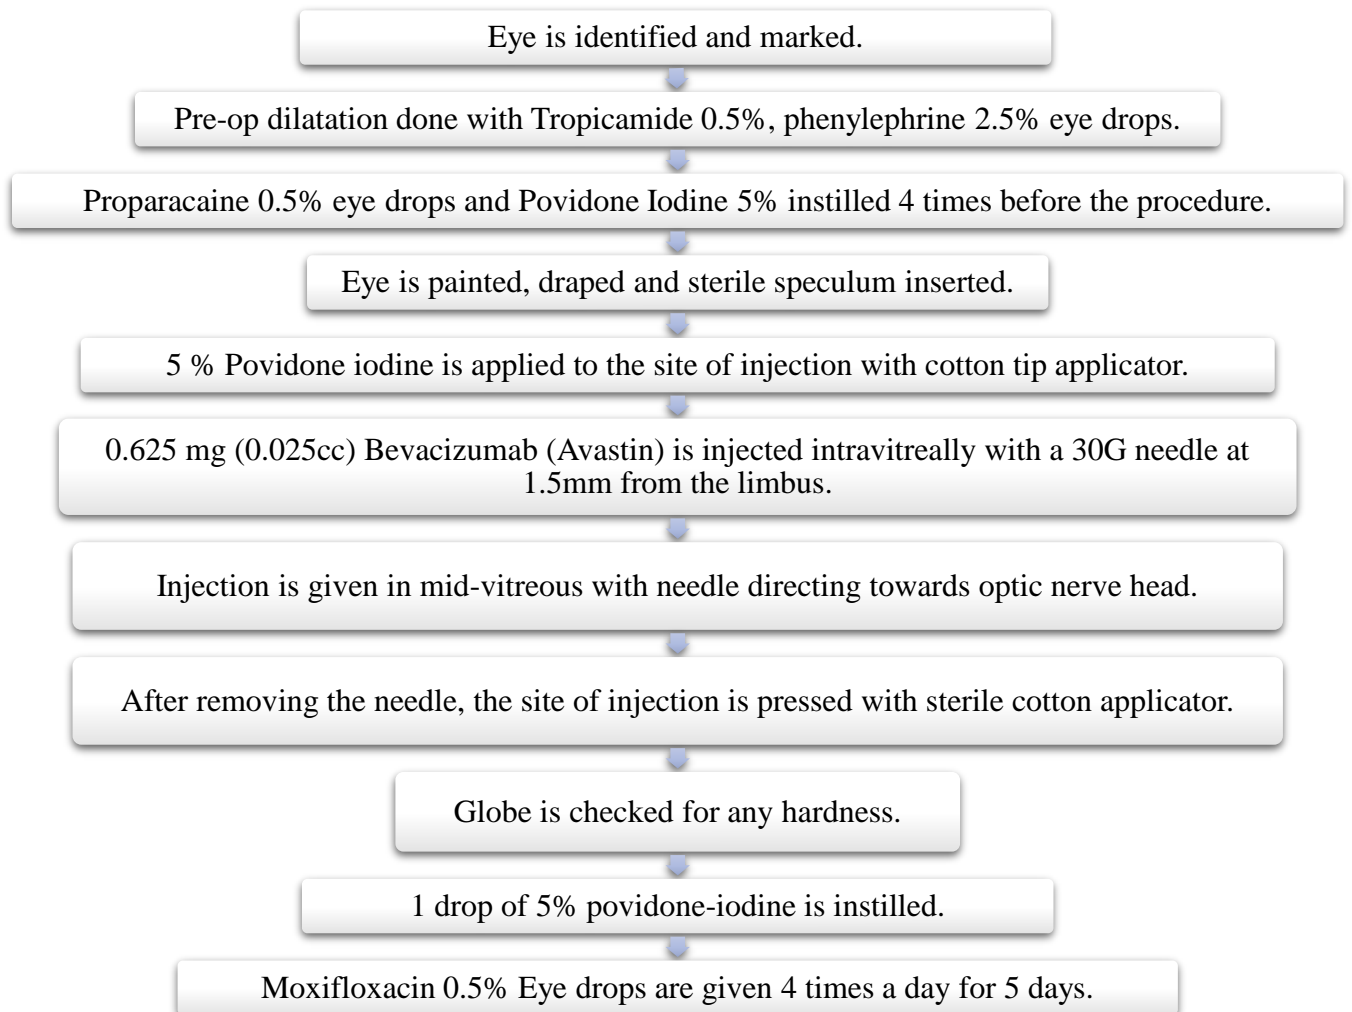 Eye is identified and marked.
Pre-op dilatation done with Tropicamide 0.5%, phenylephrine 2.5% eye drops.
Proparacaine 0.5% eye drops and Povidone Iodine 5% instilled 4 times before the procedure.
Eye is painted, draped and sterile speculum inserted.
5 % Povidone iodine is applied to the site of injection with cotton tip applicator.
0.625 mg (0.025cc) Bevacizumab (Avastin) is injected intravitreally with a 30G needle at
1.5mm from the limbus.
Injection is given in mid-vitreous with needle directing towards optic nerve head.
After removing the needle, the site of injection is pressed with sterile cotton applicator.
Globe is checked for any hardness.
1 drop of 5% povidone-iodine is instilled.
Moxifloxacin 0.5% Eye drops are given 4 times a day for 5 days.